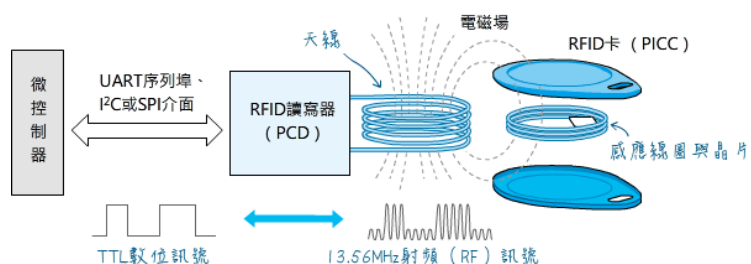 電磁場
天線
RFID卡（PICC）
微控制器
UART序列埠、
I²C或SPI介面
RFID讀寫器
（PCD）
感應線圈與晶片
TTL數位訊號
13.56MHz射頻（RF）訊號